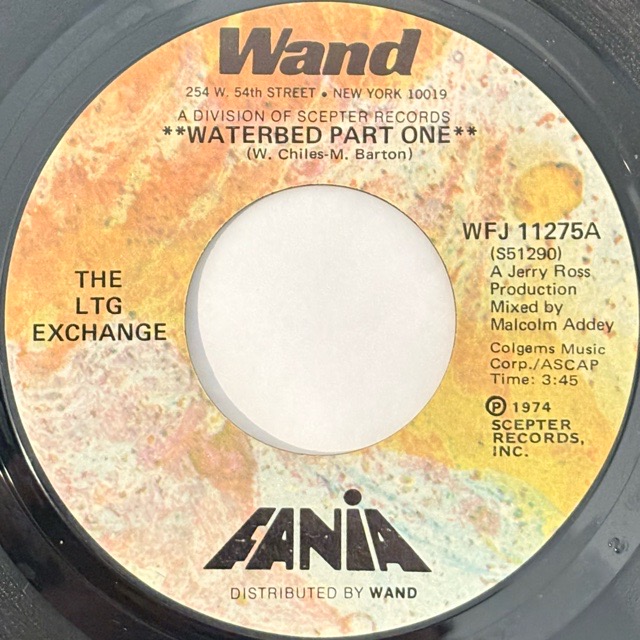 Wand
254 W. 54th STREET • NEW YORK 10019
A DIVISION OF SCEPTER RECORDS
**WATERBED PART ONE**
(W. Chiles-M. Barton)
THE
LTG
EXCHANGE
WFJ 11275A
(S51290)
A Jerry Ross
Production
Mixed by
Malcolm Addey
Colgems Music
Corp./ASCAP
Time: 3:45
Ⓟ 1974
SCEPTER
RECORDS,
INC.
FANIA
DISTRIBUTED BY WAND